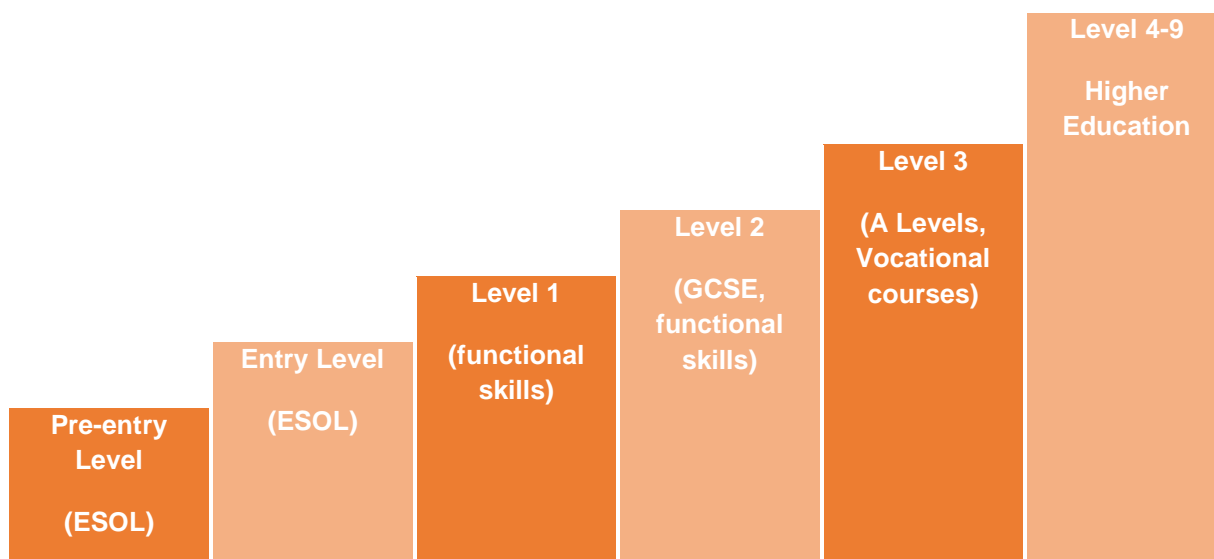 Pre-entry
Level
(ESOL)
Entry Level
(ESOL)
Level 1
(functional
skills)
Level 2
(GCSE,
functional
skills)
Level 3
(A Levels,
Vocational
courses)
Level 4-9
Higher
Education